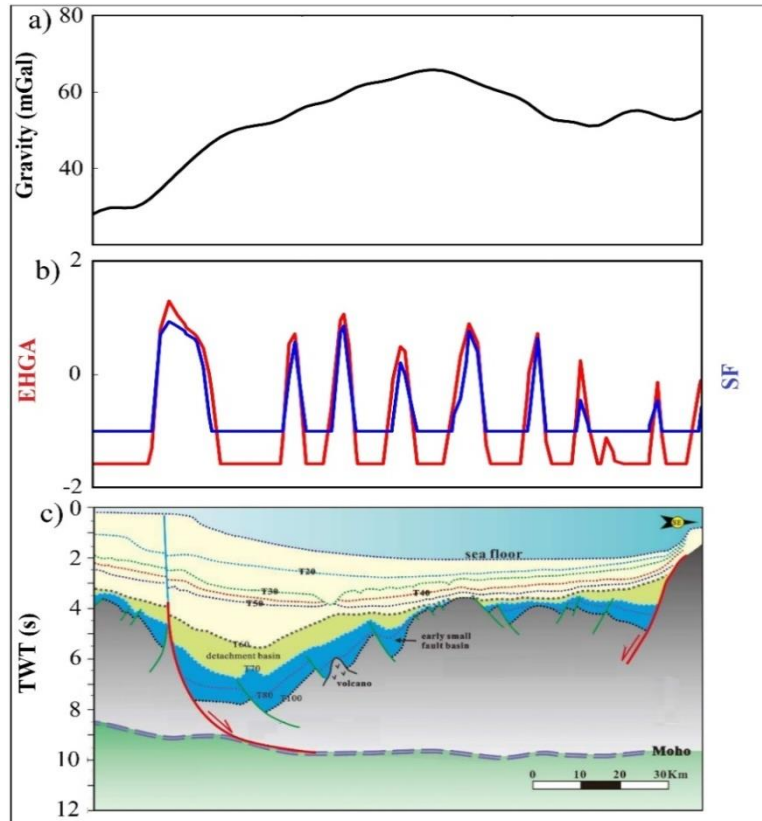 a)
80
60
40
Gravity (mGal)
b)
2
0
-2
EHGA
SF
c)
0
2
4
6
8
10
12
TWT (s)
sea floor
T20
T30
T40
T50
T60
detachment basin
T70
early small
fault basin
T80
T100
volcano
Moho
0 10 20 30Km